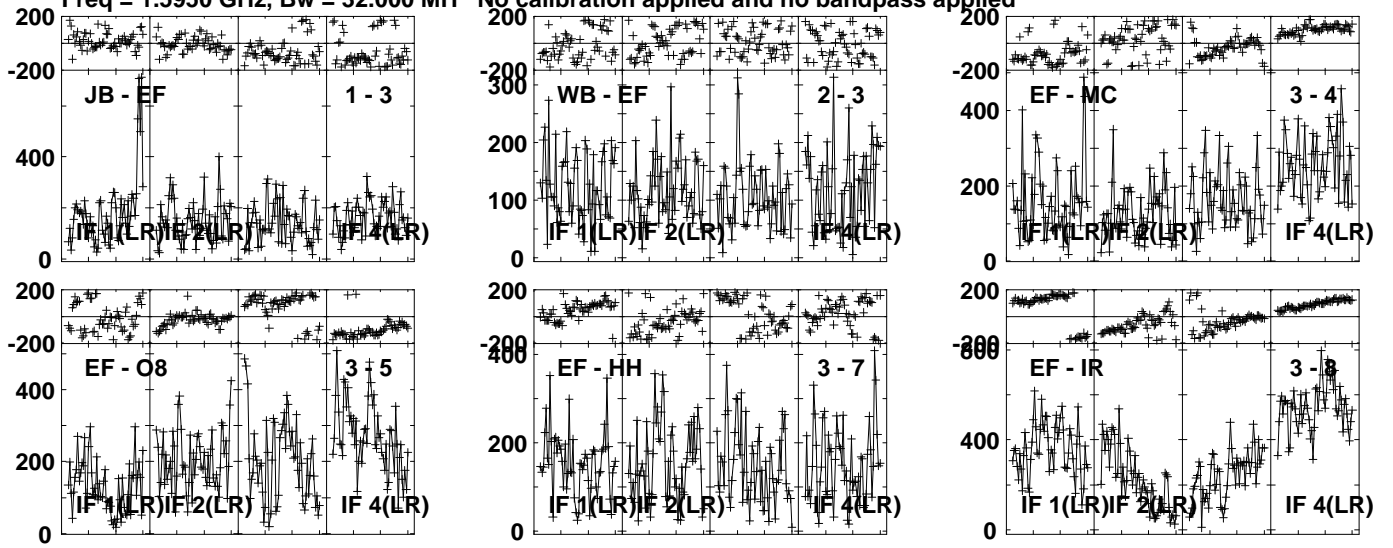 Freq = 1.5950 GHz, Bw = 32.000 MH No calibration applied and no bandpass applied
200
-200
JB - EF 1 - 3
400
0
IF 1(LR) IF 2(LR) IF 4(LR)
200
-200
300
WB - EF 2 - 3
200
100
0
IF 1(LR) IF 2(LR) IF 4(LR)
200
-200
EF - MC 3 - 4
400
200
0
IF 1(LR) IF 2(LR) IF 4(LR)
200
-200
EF - O8 3 - 5
400
200
0
IF 1(LR) IF 2(LR) IF 4(LR)
200
-200
400
EF - HH 3 - 7
200
0
IF 1(LR) IF 2(LR) IF 4(LR)
200
-200
800
EF - IR 3 - 8
400
0
IF 1(LR) IF 2(LR) IF 4(LR)